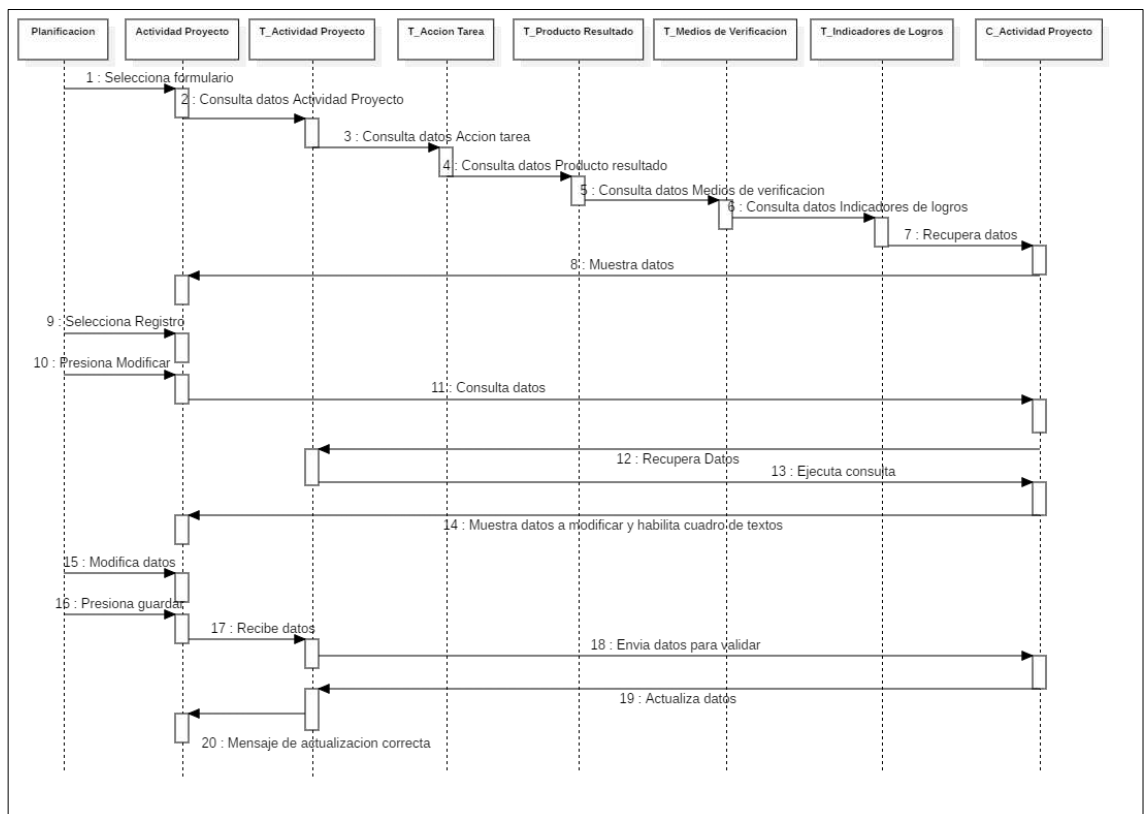 Planificacion
Actividad Proyecto
T_Actividad Proyecto
T_Accion Tarea
T_Producto Resultado
T_Medios de Verificacion
T_Indicadores de Logros
C_Actividad Proyecto
1 : Selecciona formulario
2 : Consulta datos Actividad Proyecto
3 : Consulta datos Accion tarea
4 : Consulta datos Producto resultado
5 : Consulta datos Medios de verificacion
6 : Consulta datos Indicadores de logros
7 : Recupera datos
8 : Muestra datos
9 : Selecciona Registro
10 : Presiona Modificar
11 : Consulta datos
12 : Recupera Datos
13 : Ejecuta consulta
14 : Muestra datos a modificar y habilita cuadro de textos
15 : Modifica datos
16 : Presiona guardar
17 : Recibe datos
18 : Envia datos para validar
19 : Actualiza datos
20 : Mensaje de actualizacion correcta